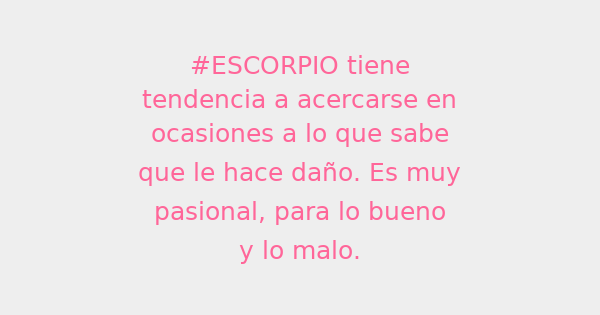 #ESCORPIO tiene
tendencia a acercarse en
ocasiones a lo que sabe
que le hace daño. Es muy
pasional, para lo bueno
y lo malo.